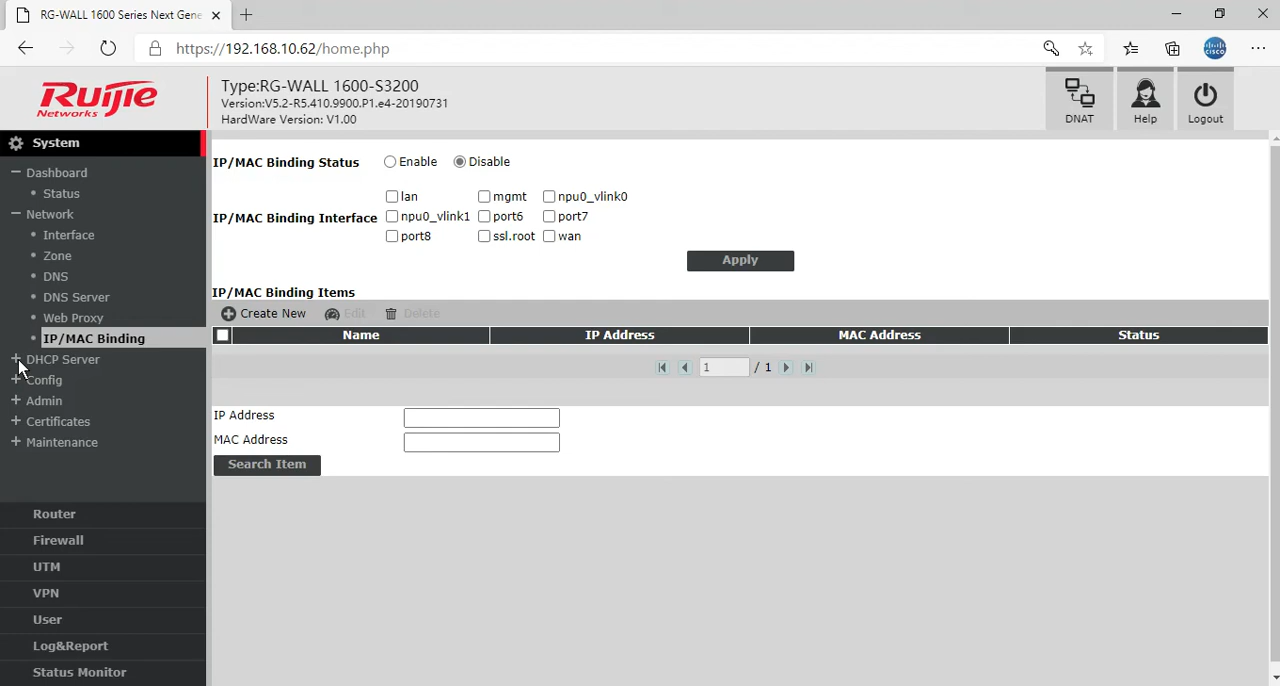 RG-WALL 1600 Series Next Gene
https://192.168.10.62/home.php
Ruijie
Networks
Type:RG-WALL 1600-S3200
Version:V5.2-R5.410.9900.P1.e4-20190731
HardWare Version: V1.00
DNAT
Help
Logout
System
Dashboard
Status
Network
Interface
Zone
DNS
DNS Server
Web Proxy
IP/MAC Binding
DHCP Server
Config
Admin
Certificates
Maintenance
Router
Firewall
UTM
VPN
User
Log&Report
Status Monitor
IP/MAC Binding Status Enable Disable
IP/MAC Binding Interface
lan mgmt npu0_vlink0
npu0_vlink1 port6 port7
port8 ssl.root wan
Apply
IP/MAC Binding Items
Create New Edit Delete
Name IP Address MAC Address Status
1 / 1
IP Address
MAC Address
Search Item
cisco